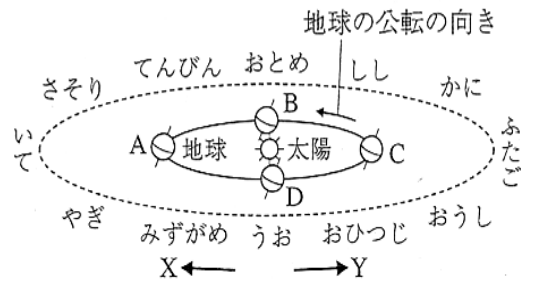 地球の公転の向き
てんびん
おとめ
しし
さそり
かに
B
いて
A
地球
太陽
C
ふたご
D
やぎ
おうし
みずがめ
うお
おひつじ
X
Y